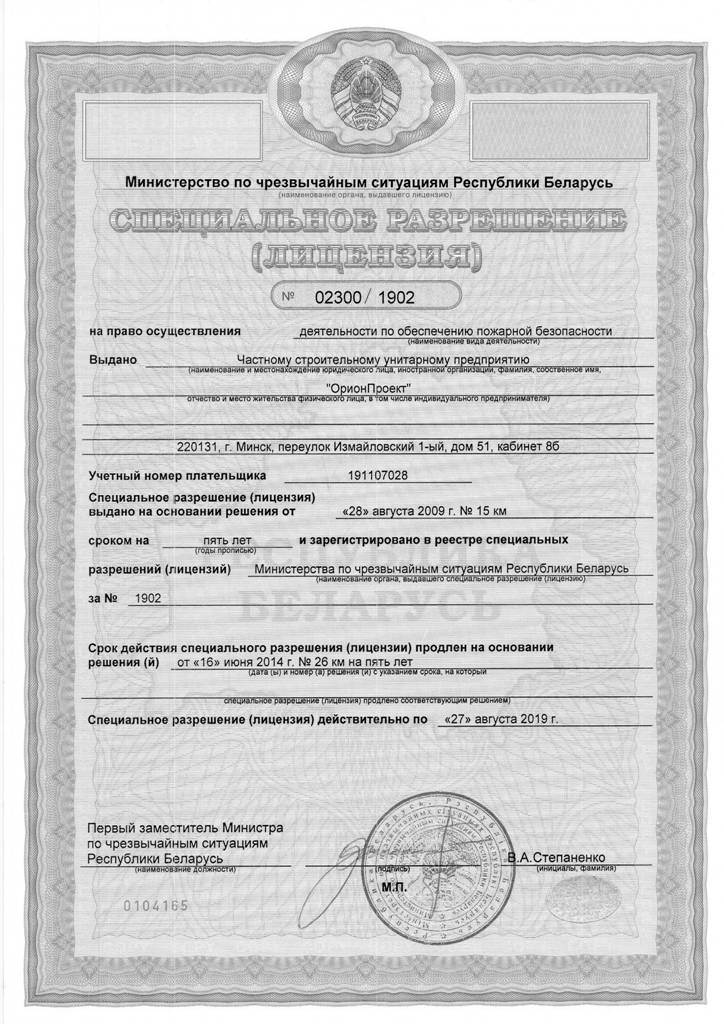 Министерство по чрезвычайным ситуациям Республики Беларусь
(наименование органа, выдавшего лицензию)
СПЕЦИАЛЬНОЕ РАЗРЕШЕНИЕ
(ЛИЦЕНЗИЯ)
№ 02300 / 1902
на право осуществления деятельности по обеспечению пожарной безопасности
(наименование вида деятельности)
Выдано Частному строительному унитарному предприятию
(наименование и местонахождение юридического лица, иностранной организации, фамилия, собственное имя,
"ОрионПроект"
отчество и место жительства физического лица, в том числе индивидуального предпринимателя)
220131, г. Минск, переулок Измайловский 1-ый, дом 51, кабинет 8б
Учетный номер плательщика 191107028
Специальное разрешение (лицензия)
выдано на основании решения от «28» августа 2009 г. № 15 км
сроком на пять лет и зарегистрировано в реестре специальных
(годы прописью)
разрешений (лицензий) Министерства по чрезвычайным ситуациям Республики Беларусь
(наименование органа, выдавшего специальное разрешение (лицензию)
за № 1902
БЕЛАРУСЬ
Срок действия специального разрешения (лицензии) продлен на основании
решения (й) от «16» июня 2014 г. № 26 км на пять лет
(дата (ы) и номер (а) решения (й) с указанием срока, на который
специальное разрешение (лицензия) продлено соответствующим решением)
Специальное разрешение (лицензия) действительно по «27» августа 2019 г.
Первый заместитель Министра
по чрезвычайным ситуациям
Республики Беларусь В.А.Степаненко
(наименование должности) (подпись) (инициалы, фамилия)
М.П.
0104165